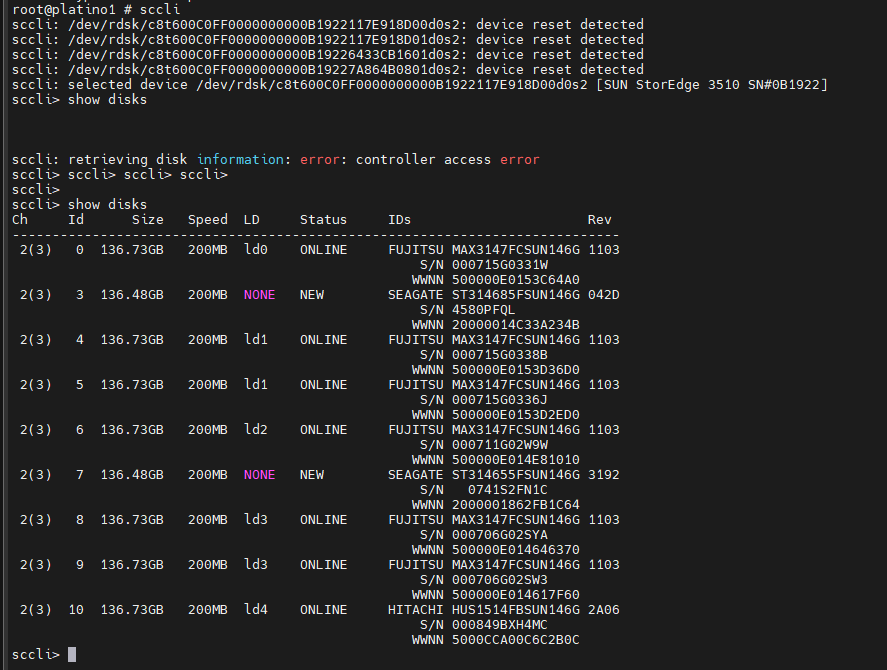 root@platino1 # sccli
sccli: /dev/rdsk/c8t600C0FF0000000000B1922117E918D00d0s2: device reset detected
sccli: /dev/rdsk/c8t600C0FF0000000000B1922117E918D01d0s2: device reset detected
sccli: /dev/rdsk/c8t600C0FF0000000000B19226433CB1601d0s2: device reset detected
sccli: /dev/rdsk/c8t600C0FF0000000000B19227A864B0801d0s2: device reset detected
sccli: selected device /dev/rdsk/c8t600C0FF0000000000B1922117E918D00d0s2 [SUN StorEdge 3510 SN#0B1922]
sccli> show disks
sccli: retrieving disk information: error: controller access error
sccli> sccli> sccli> sccli>
sccli>
sccli> show disks
Ch     Id      Size   Speed  LD     Status     IDs                      Rev
----------------------------------------------------------------------------
 2(3)   0  136.73GB   200MB  ld0    ONLINE     FUJITSU MAX3147FCSUN146G 1103
                                                   S/N 000715G0331W
                                                  WWNN 500000E0153C64A0
 2(3)   3  136.48GB   200MB  NONE   NEW        SEAGATE ST314685FSUN146G 042D
                                                   S/N 4580PFQL
                                                  WWNN 20000014C33A234B
 2(3)   4  136.73GB   200MB  ld1    ONLINE     FUJITSU MAX3147FCSUN146G 1103
                                                   S/N 000715G0338B
                                                  WWNN 500000E0153D36D0
 2(3)   5  136.73GB   200MB  ld1    ONLINE     FUJITSU MAX3147FCSUN146G 1103
                                                   S/N 000715G0336J
                                                  WWNN 500000E0153D2ED0
 2(3)   6  136.73GB   200MB  ld2    ONLINE     FUJITSU MAX3147FCSUN146G 1103
                                                   S/N 000711G02W9W
                                                  WWNN 500000E014E81010
 2(3)   7  136.48GB   200MB  NONE   NEW        SEAGATE ST314655FSUN146G 3192
                                                   S/N   0741S2FN1C
                                                  WWNN 2000001862FB1C64
 2(3)   8  136.73GB   200MB  ld3    ONLINE     FUJITSU MAX3147FCSUN146G 1103
                                                   S/N 000706G02SYA
                                                  WWNN 500000E014646370
 2(3)   9  136.73GB   200MB  ld3    ONLINE     FUJITSU MAX3147FCSUN146G 1103
                                                   S/N 000706G02SW3
                                                  WWNN 500000E014617F60
 2(3)  10  136.73GB   200MB  ld4    ONLINE     HITACHI HUS1514FBSUN146G 2A06
                                                   S/N 000849BXH4MC
                                                  WWNN 5000CCA00C6C2B0C
sccli>